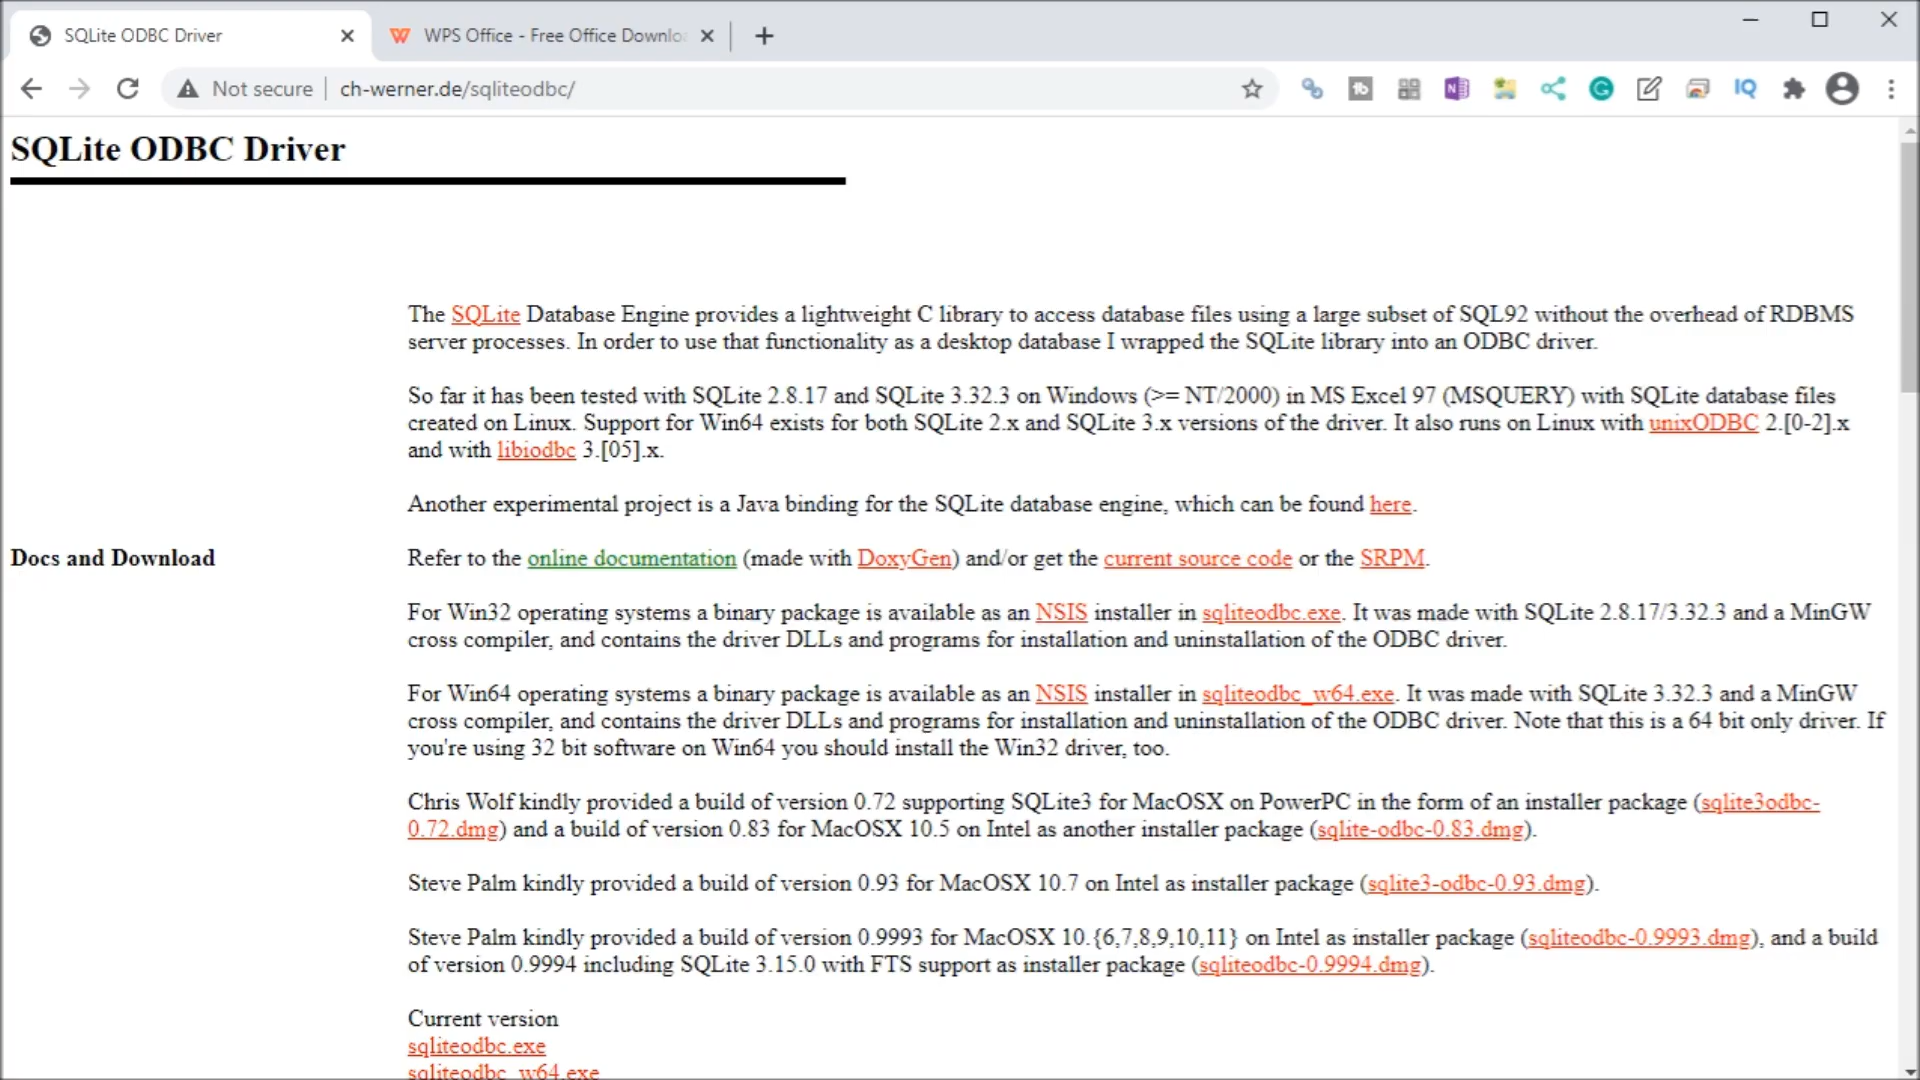 SQLite ODBC Driver
WPS Office - Free Office Downlo
Not secure
ch-werner.de/sqliteodbc/
SQLite ODBC Driver
The SQLite Database Engine provides a lightweight C library to access database files using a large subset of SQL92 without the overhead of RDBMS
server processes. In order to use that functionality as a desktop database I wrapped the SQLite library into an ODBC driver.
So far it has been tested with SQLite 2.8.17 and SQLite 3.32.3 on Windows (>= NT/2000) in MS Excel 97 (MSQUERY) with SQLite database files
created on Linux. Support for Win64 exists for both SQLite 2.x and SQLite 3.x versions of the driver. It also runs on Linux with unixODBC 2.[0-2].x
and with libiodbc 3.[05].x.
Another experimental project is a Java binding for the SQLite database engine, which can be found here.
Docs and Download
Refer to the online documentation (made with DoxyGen) and/or get the current source code or the SRPM.
For Win32 operating systems a binary package is available as an NSIS installer in sqliteodbc.exe. It was made with SQLite 2.8.17/3.32.3 and a MinGW
cross compiler, and contains the driver DLLs and programs for installation and uninstallation of the ODBC driver.
For Win64 operating systems a binary package is available as an NSIS installer in sqliteodbc_w64.exe. It was made with SQLite 3.32.3 and a MinGW
cross compiler, and contains the driver DLLs and programs for installation and uninstallation of the ODBC driver. Note that this is a 64 bit only driver. If
you're using 32 bit software on Win64 you should install the Win32 driver, too.
Chris Wolf kindly provided a build of version 0.72 supporting SQLite3 for MacOSX on PowerPC in the form of an installer package (sqlite3odbc-
0.72.dmg) and a build of version 0.83 for MacOSX 10.5 on Intel as another installer package (sqlite-odbc-0.83.dmg).
Steve Palm kindly provided a build of version 0.93 for MacOSX 10.7 on Intel as installer package (sqlite3-odbc-0.93.dmg).
Steve Palm kindly provided a build of version 0.9993 for MacOSX 10.{6,7,8,9,10,11} on Intel as installer package (sqliteodbc-0.9993.dmg), and a build
of version 0.9994 including SQLite 3.15.0 with FTS support as installer package (sqliteodbc-0.9994.dmg).
Current version
sqliteodbc.exe
sqliteodbc_w64.exe